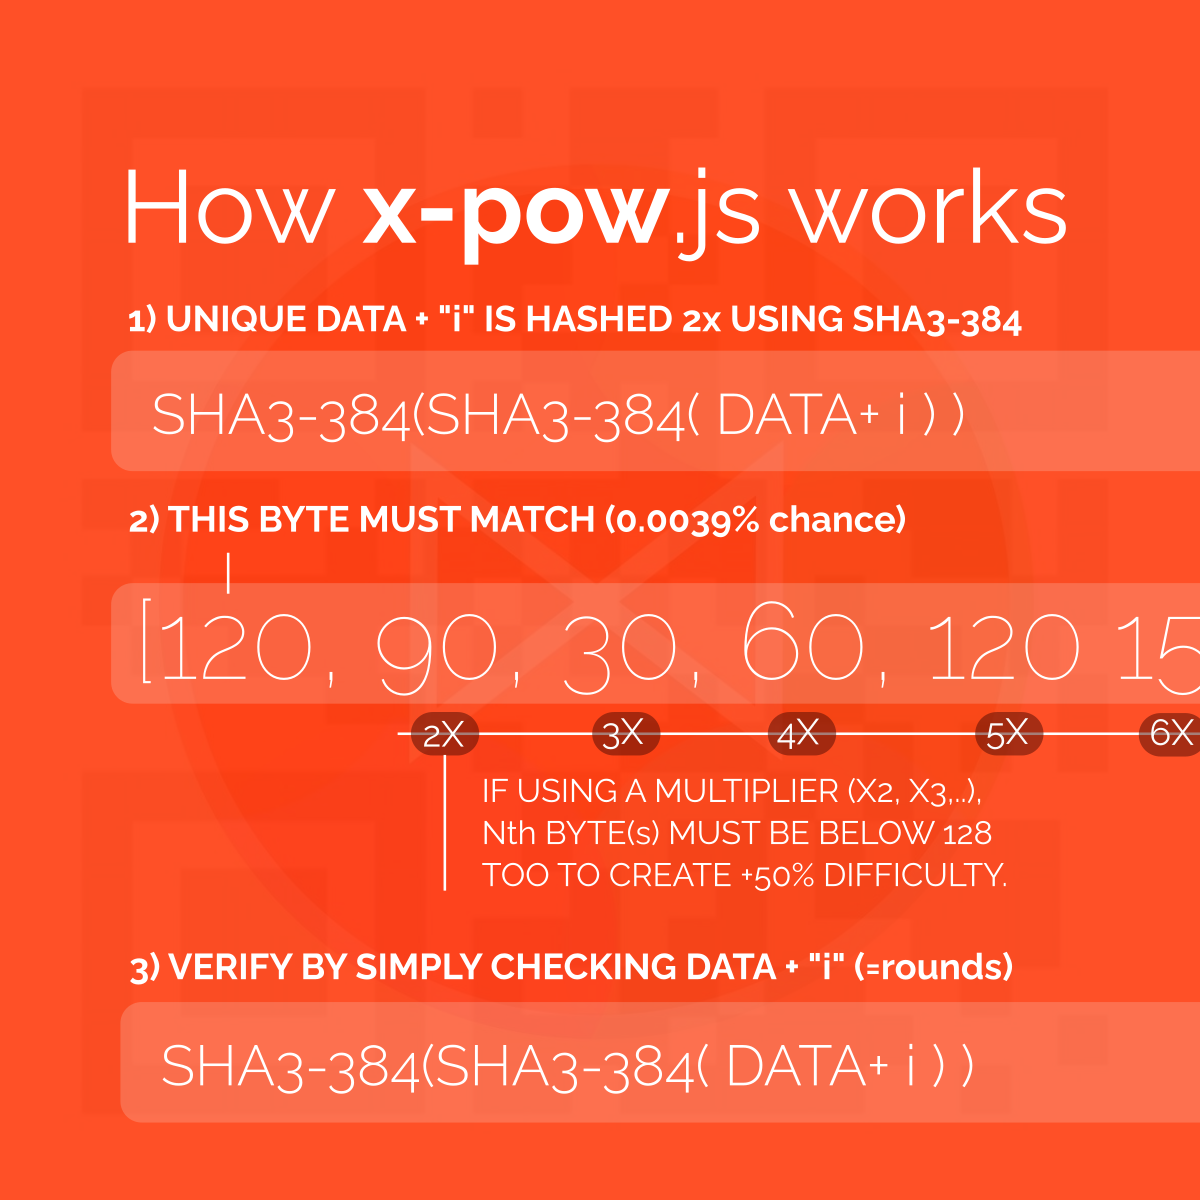 How x-pow.js works
1) UNIQUE DATA + "i" IS HASHED 2x USING SHA3-384
SHA3-384(SHA3-384( DATA+ i ) )
2) THIS BYTE MUST MATCH (0.0039% chance)
[120, 90, 30, 60, 120 15
2X 3X 4X 5X 6X
IF USING A MULTIPLIER (X2, X3,..),
Nth BYTE(s) MUST BE BELOW 128
TOO TO CREATE +50% DIFFICULTY.
3) VERIFY BY SIMPLY CHECKING DATA + "i" (=rounds)
SHA3-384(SHA3-384( DATA+ i ) )